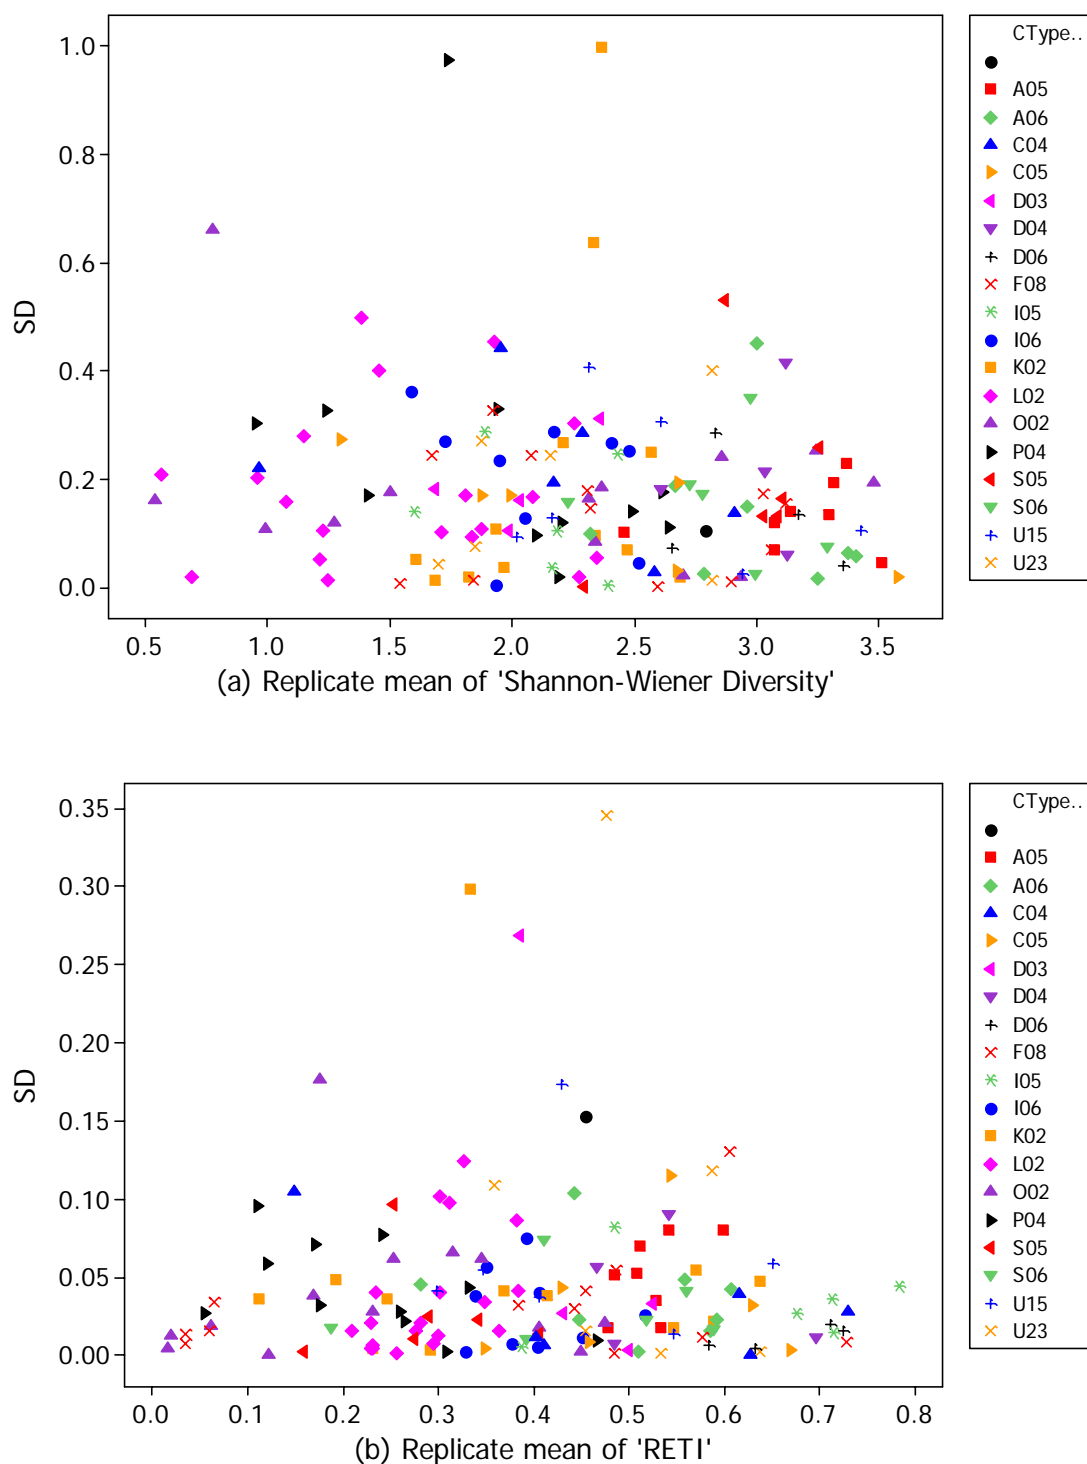 1.0
0.8
0.6
0.4
0.2
0.0
SD
0.5 1.0 1.5 2.0 2.5 3.0 3.5
(a) Replicate mean of 'Shannon-Wiener Diversity'
CType..
A05
A06
C04
C05
D03
D04
D06
F08
I05
I06
K02
L02
O02
P04
S05
S06
U15
U23
0.35
0.30
0.25
0.20
0.15
0.10
0.05
0.00
SD
0.0 0.1 0.2 0.3 0.4 0.5 0.6 0.7 0.8
(b) Replicate mean of 'RETI'
CType..
A05
A06
C04
C05
D03
D04
D06
F08
I05
I06
K02
L02
O02
P04
S05
S06
U15
U23